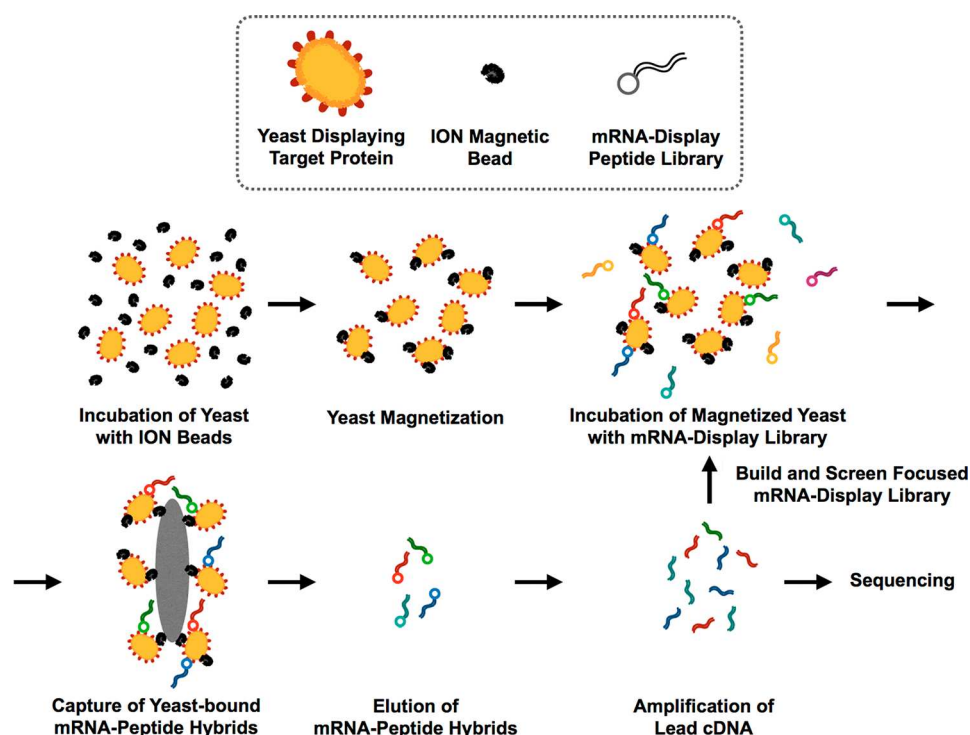 Yeast Displaying
Target Protein
ION Magnetic
Bead
mRNA-Display
Peptide Library
Incubation of Yeast
with ION Beads
Yeast Magnetization
Incubation of Magnetized Yeast
with mRNA-Display Library
Build and Screen Focused
mRNA-Display Library
Sequencing
Capture of Yeast-bound
mRNA-Peptide Hybrids
Elution of
mRNA-Peptide Hybrids
Amplification of
Lead cDNA